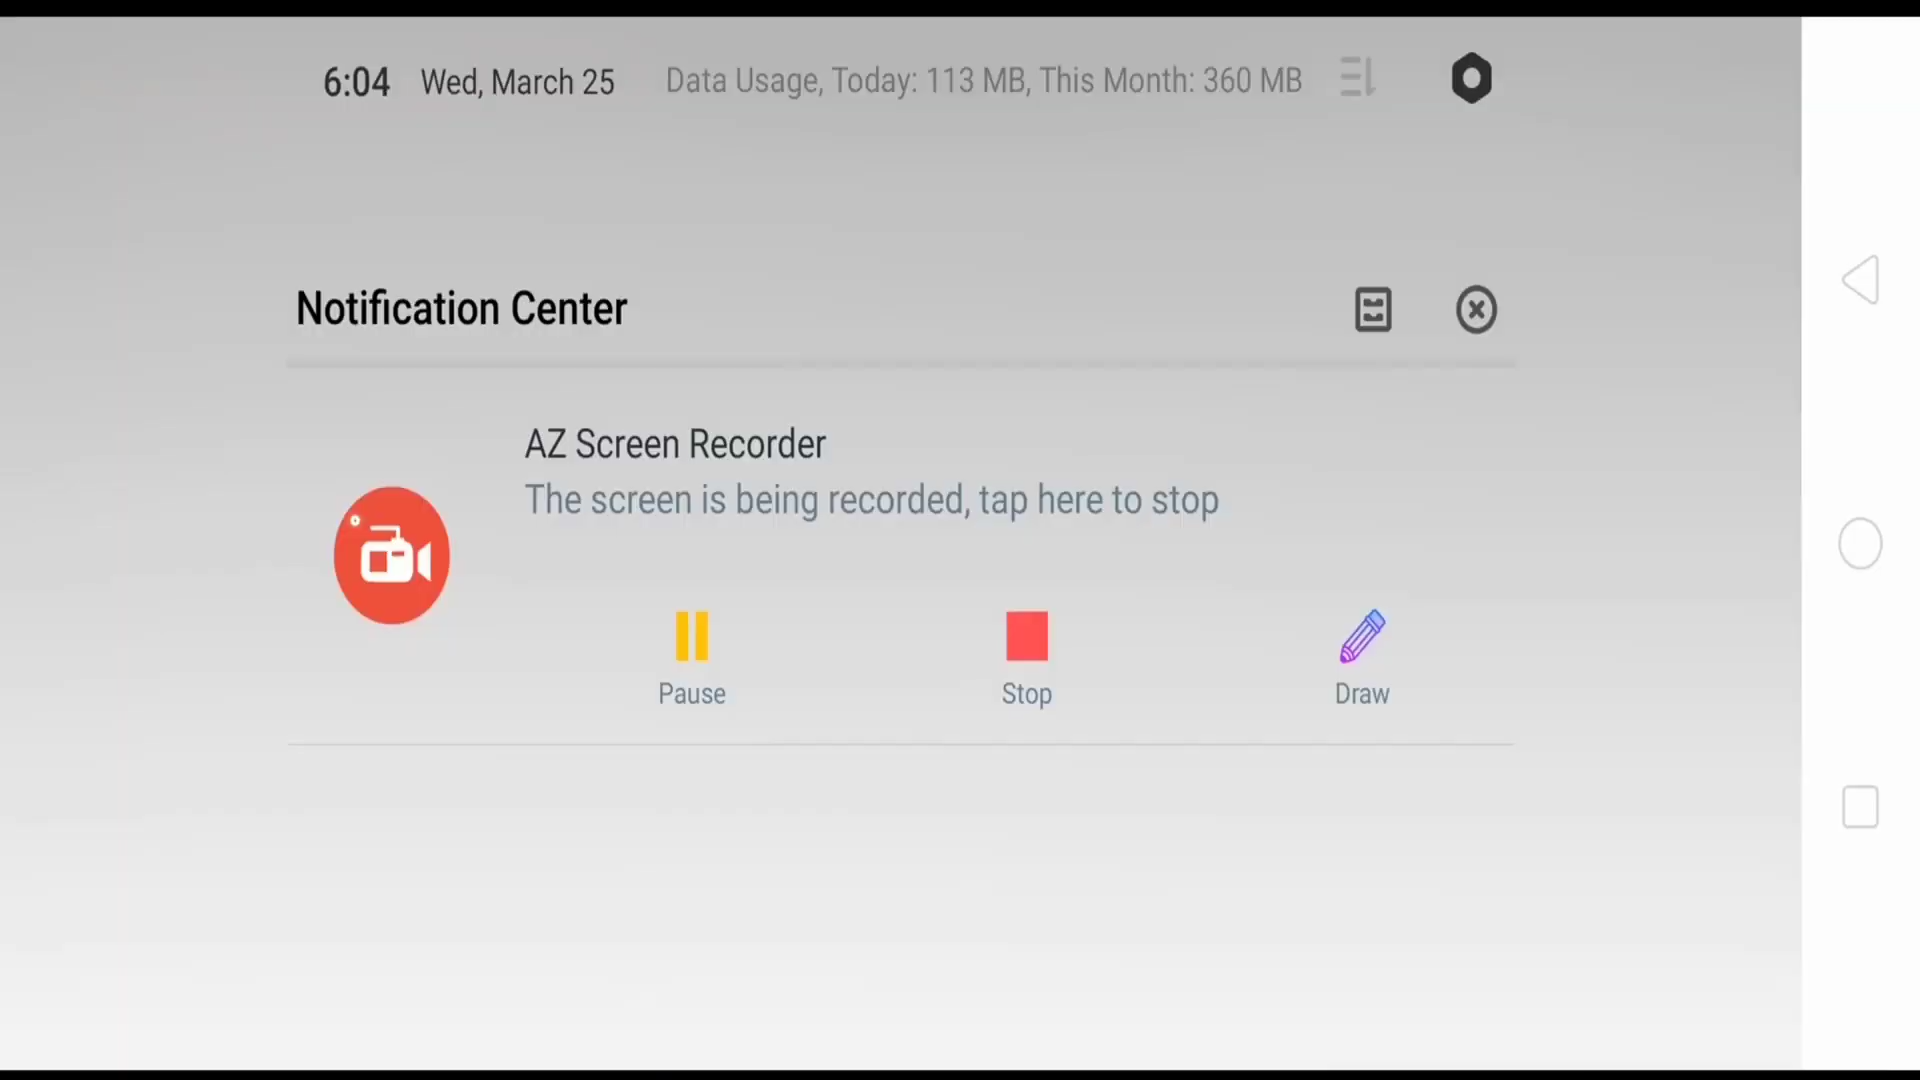 6:04 Wed, March 25 Data Usage, Today: 113 MB, This Month: 360 MB
Notification Center
AZ Screen Recorder
The screen is being recorded, tap here to stop
Pause Stop Draw